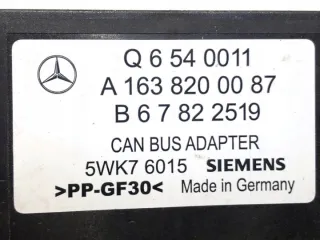 Q 6 54 0011
A 163 820 00 87
B 6 7 82 2519
CAN BUS ADAPTER
5WK7 6015 SIEMENS
>PP-GF30< Made in Germany